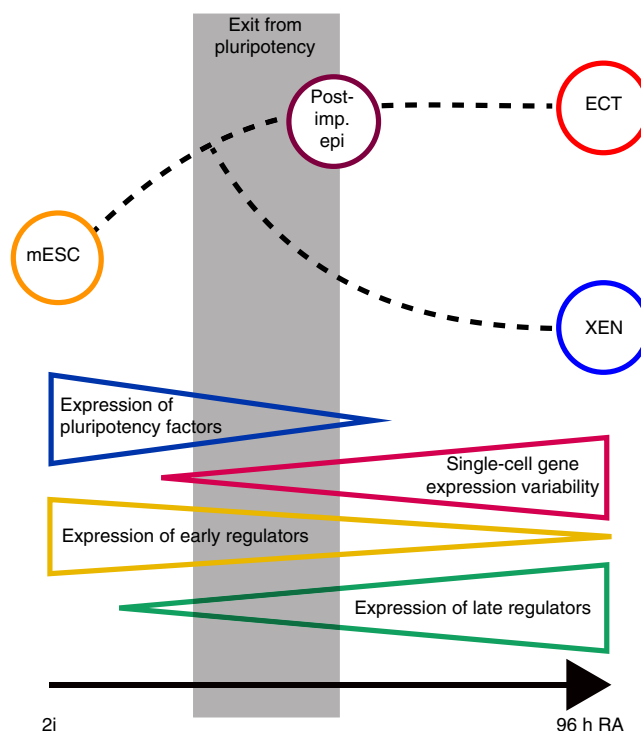 Exit from
pluripotency
Post-
imp.
epi
ECT
mESC
XEN
Expression of
pluripotency factors
Single-cell gene
expression variability
Expression of early regulators
Expression of late regulators
2i
96 h RA